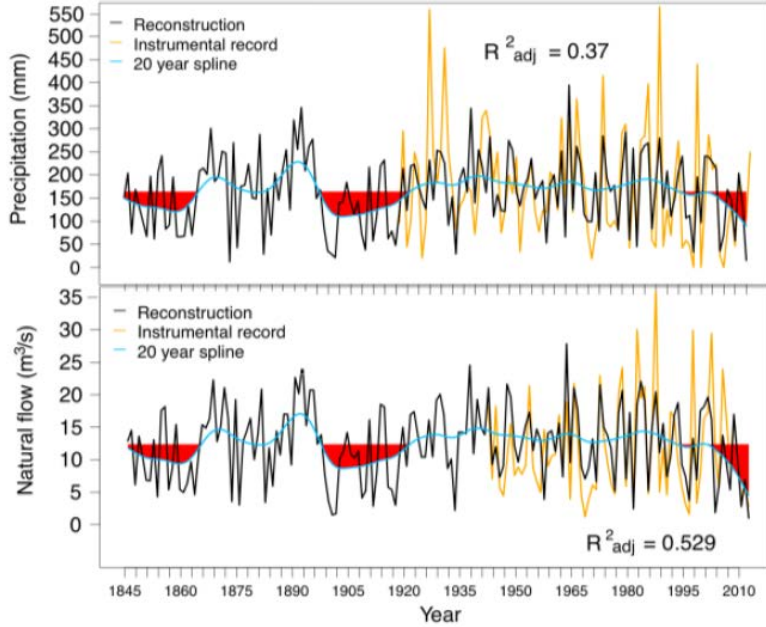 Precipitation (mm)
550
500
450
400
350
300
250
200
150
100
50
0
Reconstruction
Instrumental record
20 year spline
R²adj = 0.37
Natural flow (m³/s)
35
30
25
20
15
10
5
0
Reconstruction
Instrumental record
20 year spline
R²adj = 0.529
1845 1860 1875 1890 1905 1920 1935 1950 1965 1980 1995 2010
Year